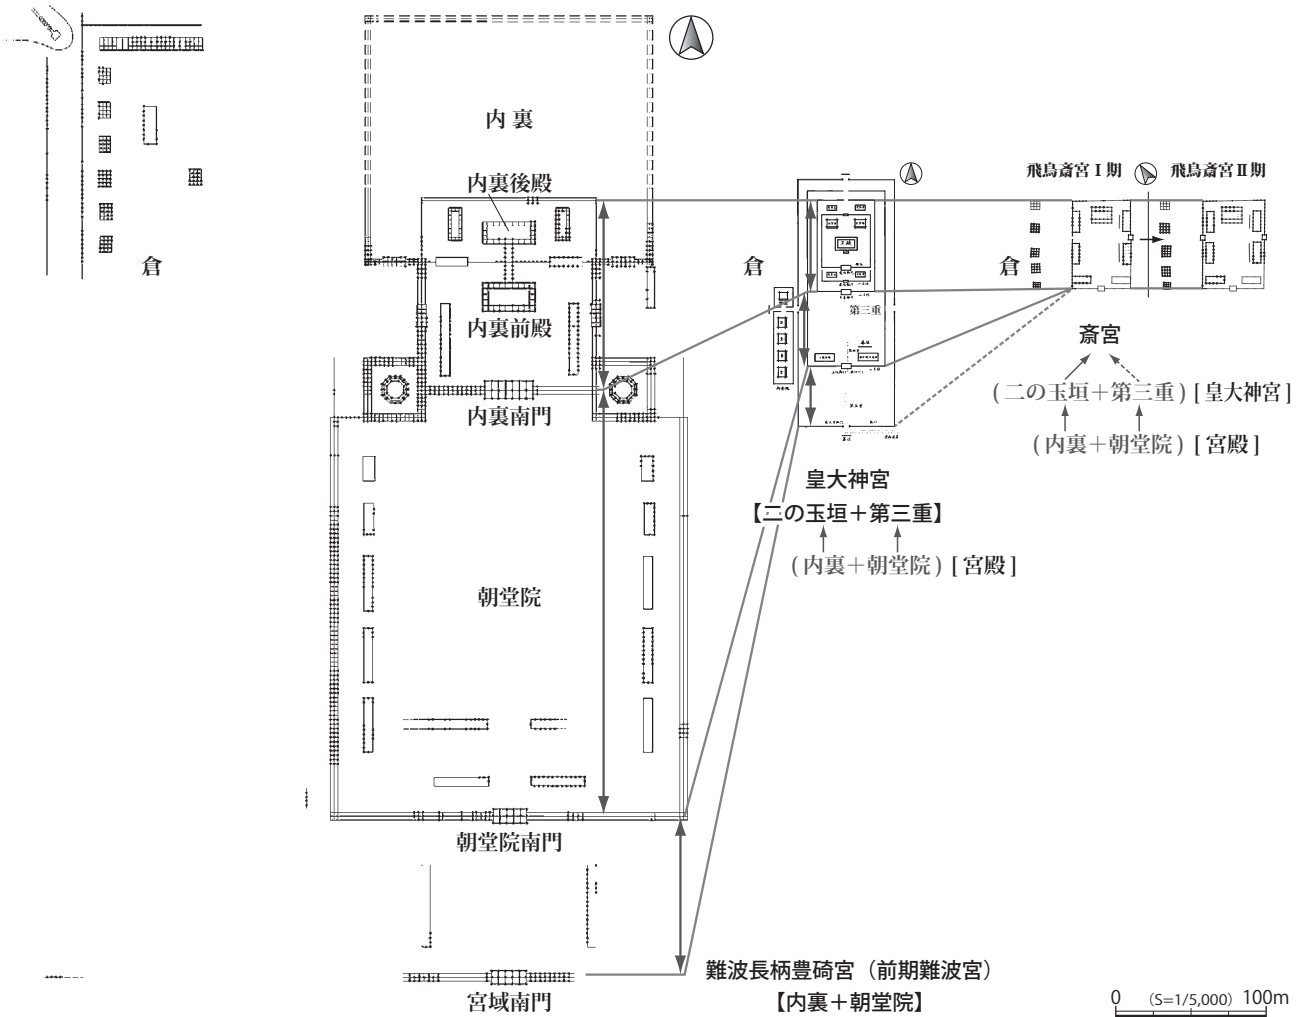 内 裏
内裏後殿
内裏前殿
内裏南門
朝堂院
朝堂院南門
宮域南門
倉
倉
第三重
皇大神宮
【二の玉垣＋第三重】
(内裏＋朝堂院) [宮殿]
難波長柄豊碕宮（前期難波宮）
【内裏＋朝堂院】
飛鳥斎宮Ⅰ期
飛鳥斎宮Ⅱ期
倉
斎宮
(二の玉垣＋第三重) [皇大神宮]
(内裏＋朝堂院) [宮殿]
0 (S=1/5,000) 100m